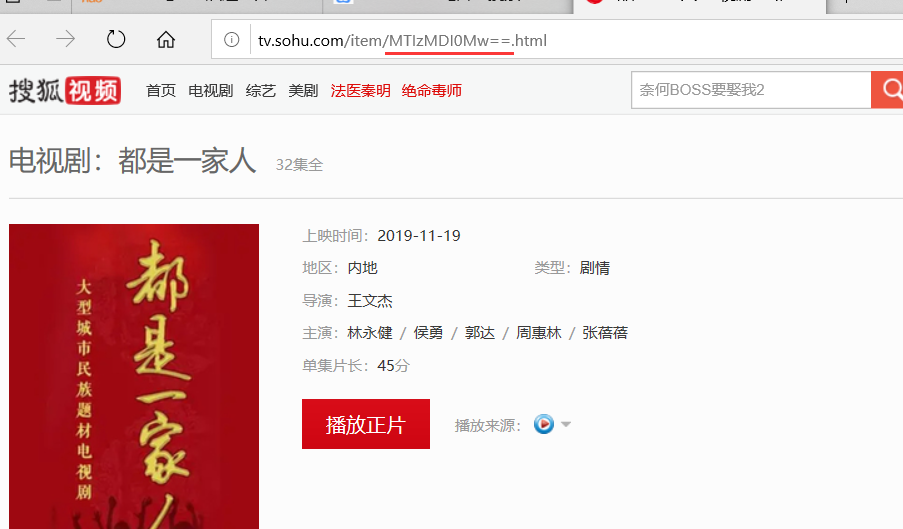 tv.sohu.com/item/MTIzMDI0Mw==.html
搜狐视频 首页 电视剧 综艺 美剧 法医秦明 绝命毒师 奈何BOSS要娶我2
电视剧：都是一家人 32集全
都是一家人
大型城市民族题材电视剧
上映时间：2019-11-19
地区：内地 类型：剧情
导演：王文杰
主演：林永健 / 侯勇 / 郭达 / 周惠林 / 张蓓蓓
单集片长：45分
播放正片 播放来源：